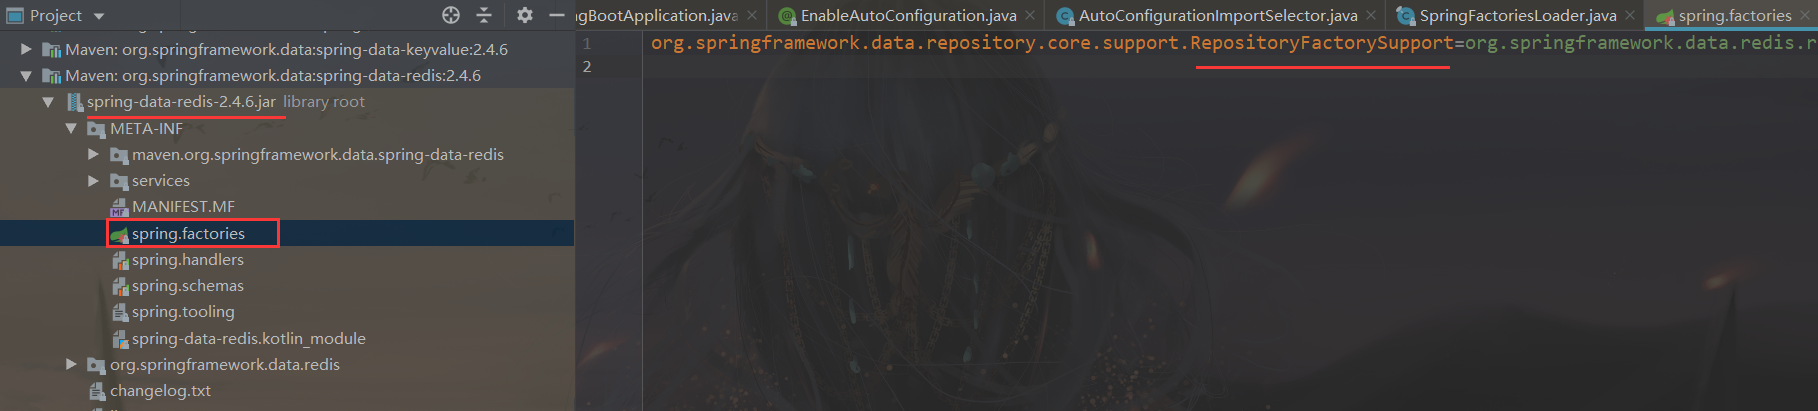 Project
Maven: org.springframework.data:spring-data-keyvalue:2.4.6
Maven: org.springframework.data:spring-data-redis:2.4.6
spring-data-redis-2.4.6.jar library root
META-INF
maven.org.springframework.data.spring-data-redis
services
MANIFEST.MF
spring.factories
spring.handlers
spring.schemas
spring.tooling
spring-data-redis.kotlin_module
org.springframework.data.redis
changelog.txt
ngBootApplication.java EnableAutoConfiguration.java AutoConfigurationImportSelector.java SpringFactoriesLoader.java spring.factories
1 org.springframework.data.repository.core.support.RepositoryFactorySupport=org.springframework.data.redis.r
2